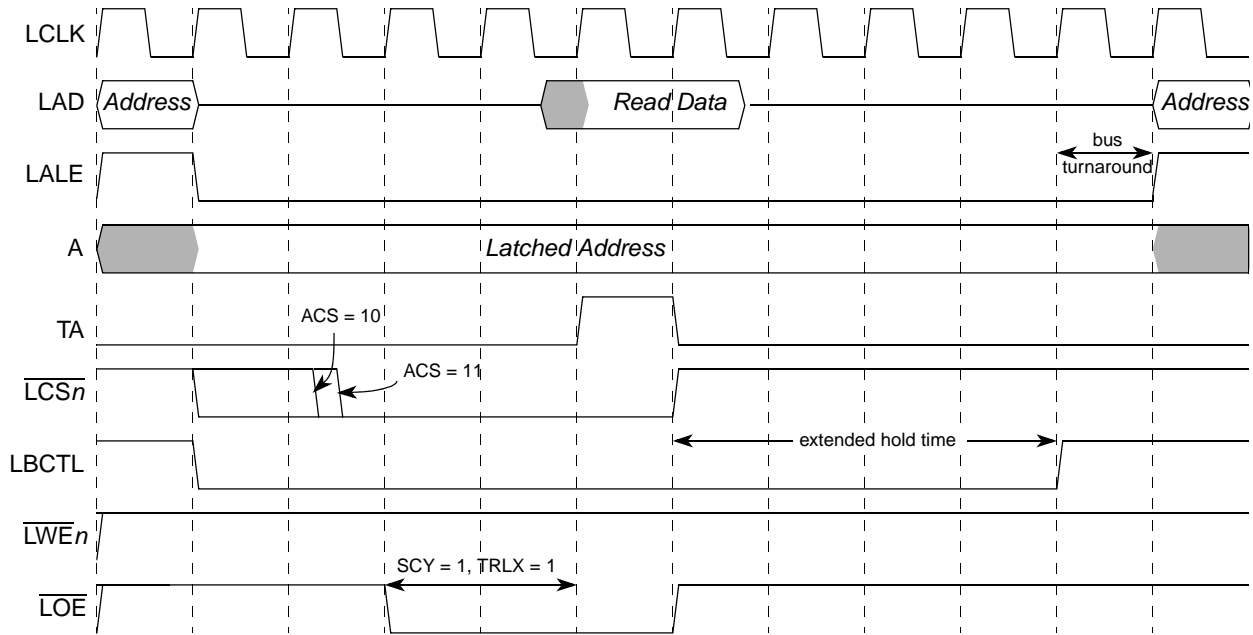 LCLK
LAD Address Read Data Address
bus
LALE turnaround
A Latched Address
ACS = 10
TA
ACS = 11
LCSn
extended hold time
LBCTL
LWEn
SCY = 1, TRLX = 1
LOE